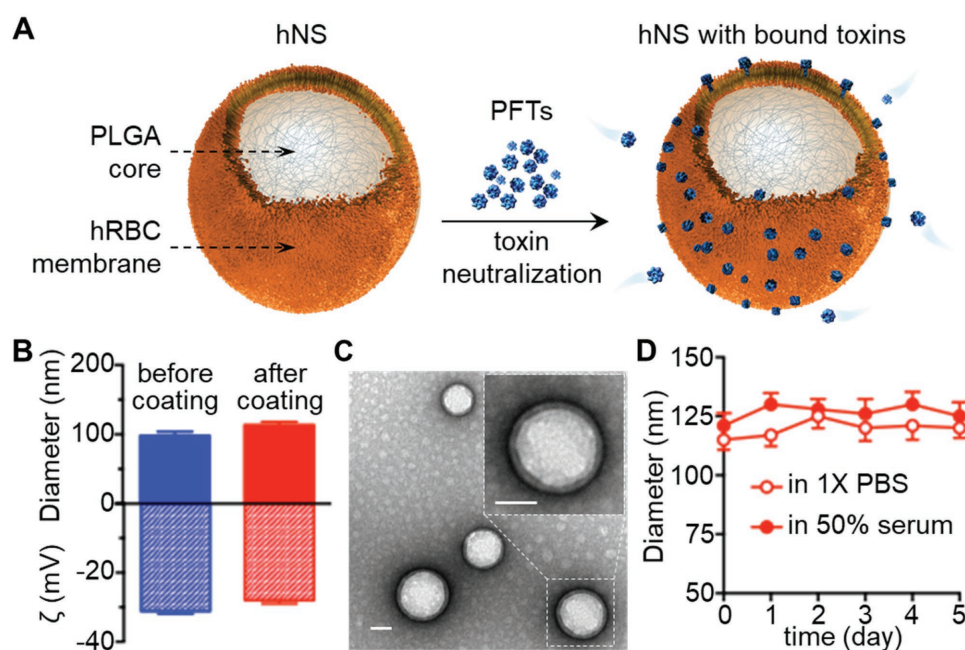 A
hNS
hNS with bound toxins
PLGA
core
hRBC
membrane
PFTs
toxin
neutralization
B
Diameter (nm)
ζ (mV)
200
100
0
-20
-40
before
coating
after
coating
C
D
Diameter (nm)
150
125
100
75
50
in 1X PBS
in 50% serum
0 1 2 3 4 5
time (day)